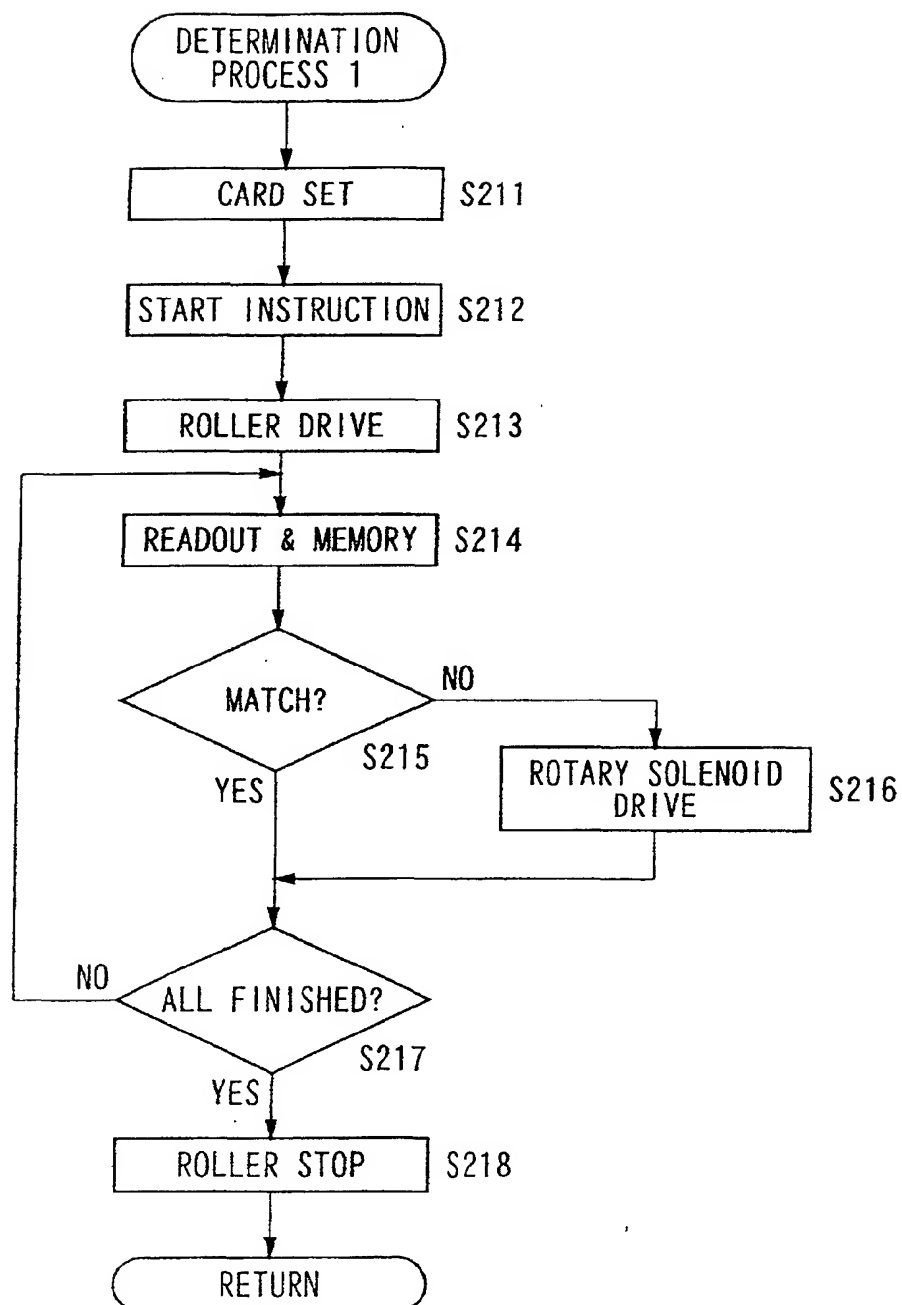 DETERMINATION
PROCESS 1
CARD SET
S211
START INSTRUCTION
S212
ROLLER DRIVE
S213
READOUT & MEMORY
S214
MATCH?
NO
S215
YES
ROTARY SOLENOID
DRIVE
S216
NO
ALL FINISHED?
S217
YES
ROLLER STOP
S218
RETURN